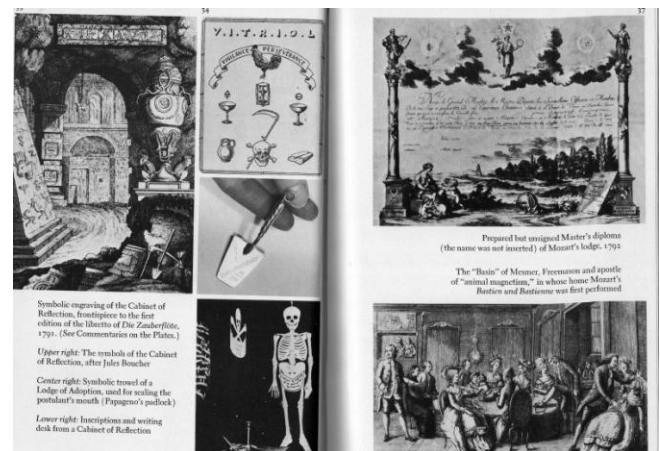 34
V.I.T.R.I.O.L
VIGILANCE PERSEVERANCE
Symbolic engraving of the Cabinet of
Reflection, frontispiece to the first
edition of the libretto of Die Zauberflöte,
1791. (See Commentaries on the Plates.)
Upper right: The symbols of the Cabinet
of Reflection, after Jules Boucher
Center right: Symbolic trowel of a
Lodge of Adoption, used for sealing the
postulant's mouth (Papageno's padlock)
Lower right: Inscriptions and writing
desk from a Cabinet of Reflection
37
Prepared but unsigned Master's diploma
(the name was not inserted) of Mozart's lodge, 1792
The "Basin" of Mesmer, Freemason and apostle
of "animal magnetism," in whose home Mozart's
Bastien und Bastienne was first performed